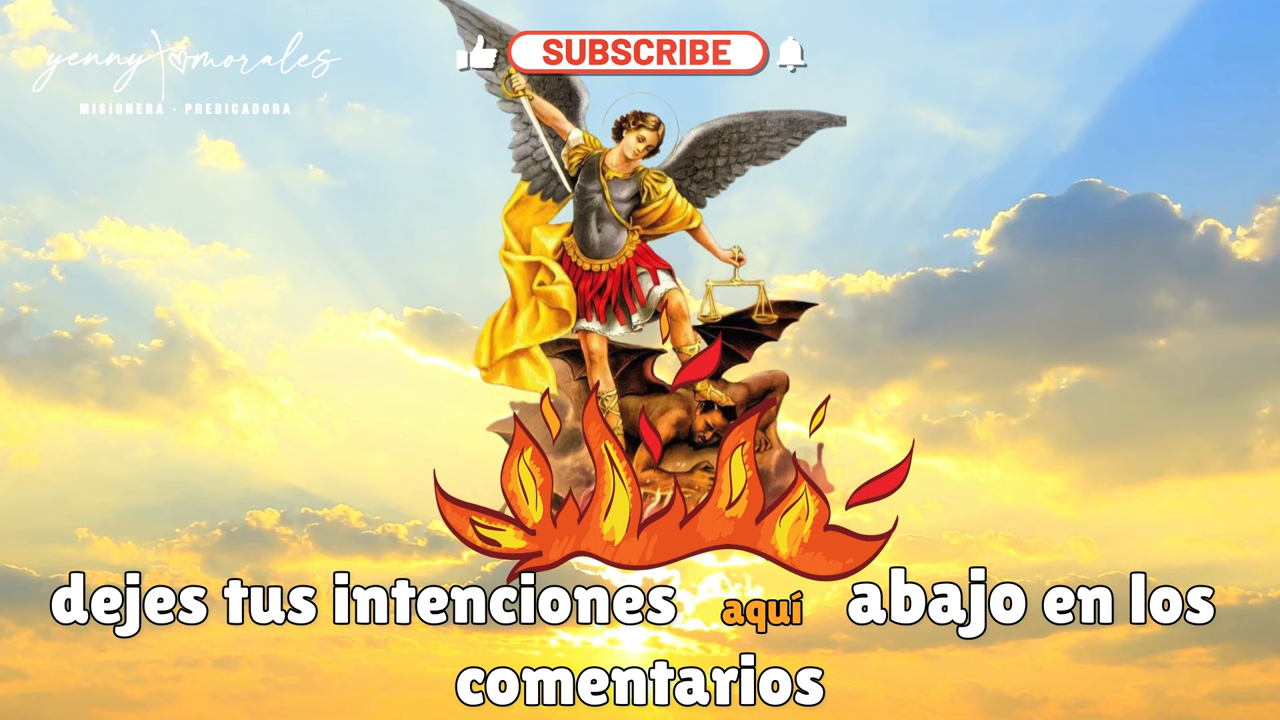 yenny morales
MISIONERA · PREDICADORA
SUBSCRIBE
dejes tus intenciones aquí abajo en los
comentarios